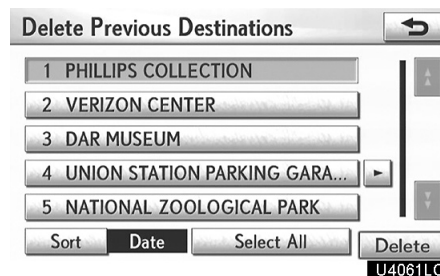 Delete Previous Destinations
1 PHILLIPS COLLECTION
2 VERIZON CENTER
3 DAR MUSEUM
4 UNION STATION PARKING GARA...
5 NATIONAL ZOOLOGICAL PARK
Sort Date Select All Delete
U4061LC